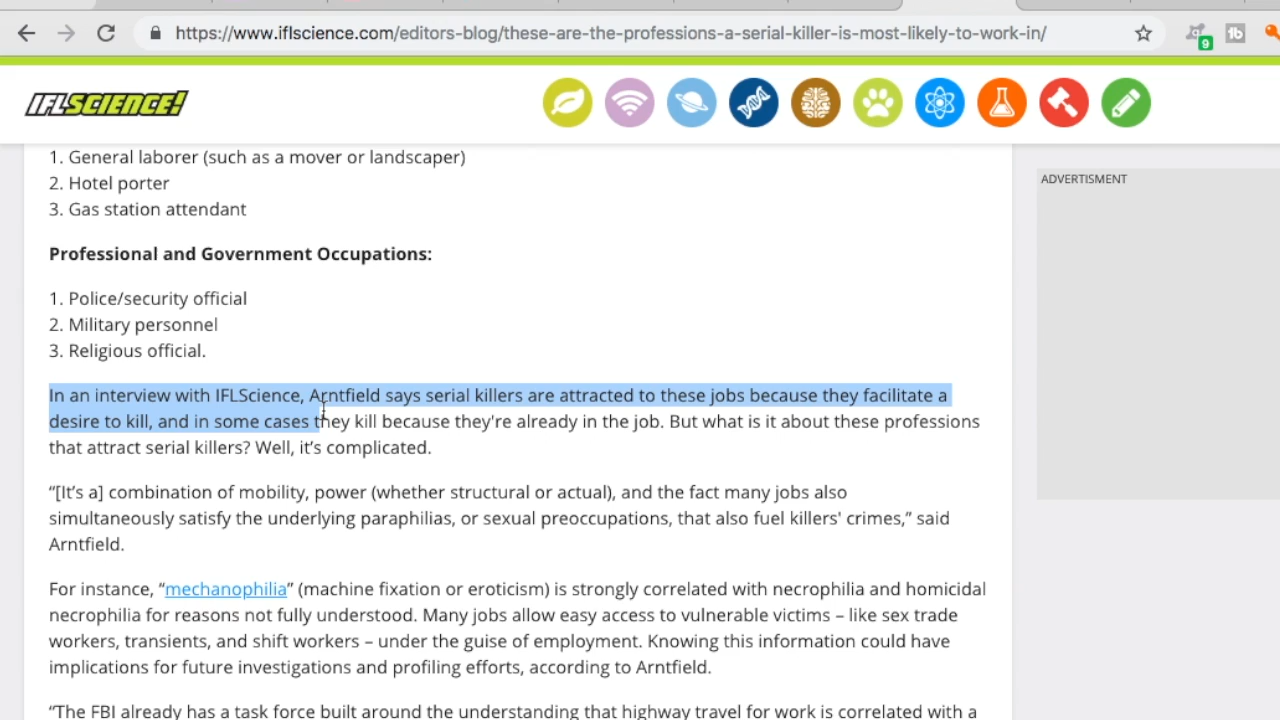 https://www.iflscience.com/editors-blog/these-are-the-professions-a-serial-killer-is-most-likely-to-work-in/
9
IFLSCIENCE!
1. General laborer (such as a mover or landscaper)
2. Hotel porter
3. Gas station attendant
ADVERTISMENT
Professional and Government Occupations:
1. Police/security official
2. Military personnel
3. Religious official.
In an interview with IFLScience, Arntfield says serial killers are attracted to these jobs because they facilitate a
desire to kill, and in some cases they kill because they're already in the job. But what is it about these professions
that attract serial killers? Well, it’s complicated.
“[It’s a] combination of mobility, power (whether structural or actual), and the fact many jobs also
simultaneously satisfy the underlying paraphilias, or sexual preoccupations, that also fuel killers' crimes,” said
Arntfield.
For instance, “mechanophilia” (machine fixation or eroticism) is strongly correlated with necrophilia and homicidal
necrophilia for reasons not fully understood. Many jobs allow easy access to vulnerable victims – like sex trade
workers, transients, and shift workers – under the guise of employment. Knowing this information could have
implications for future investigations and profiling efforts, according to Arntfield.
“The FBI already has a task force built around the understanding that highway travel for work is correlated with a